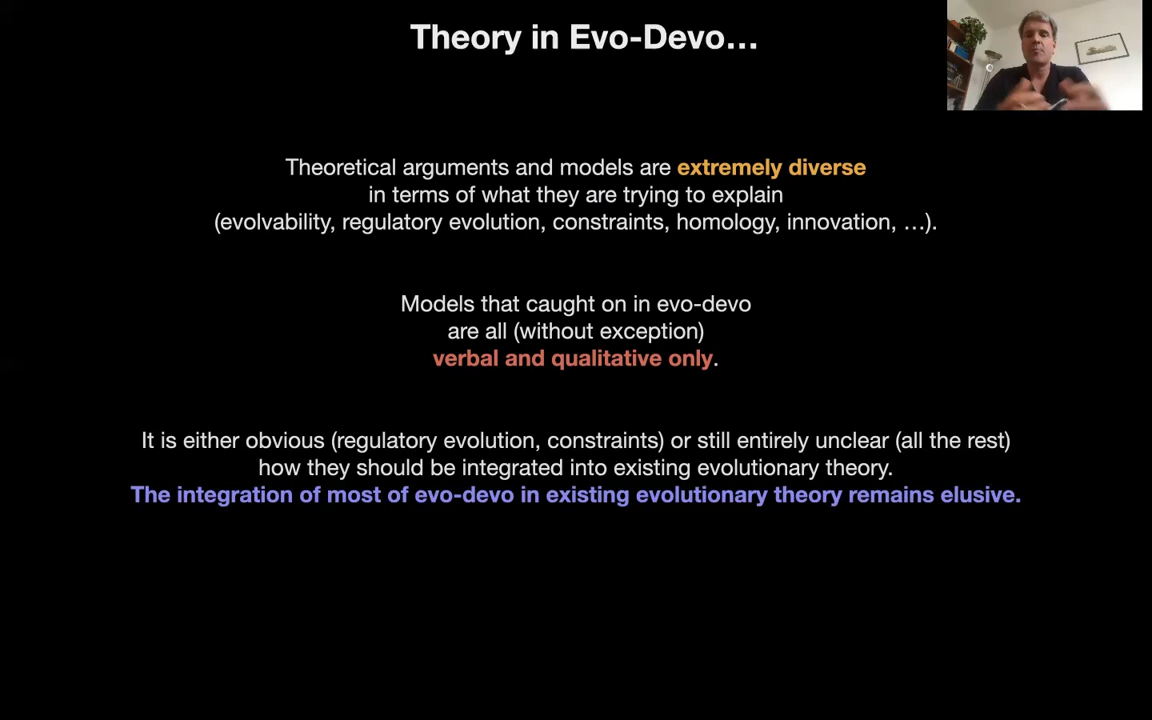 Theory in Evo-Devo…
Theoretical arguments and models are extremely diverse
in terms of what they are trying to explain
(evolvability, regulatory evolution, constraints, homology, innovation, …).
Models that caught on in evo-devo
are all (without exception)
verbal and qualitative only.
It is either obvious (regulatory evolution, constraints) or still entirely unclear (all the rest)
how they should be integrated into existing evolutionary theory.
The integration of most of evo-devo in existing evolutionary theory remains elusive.